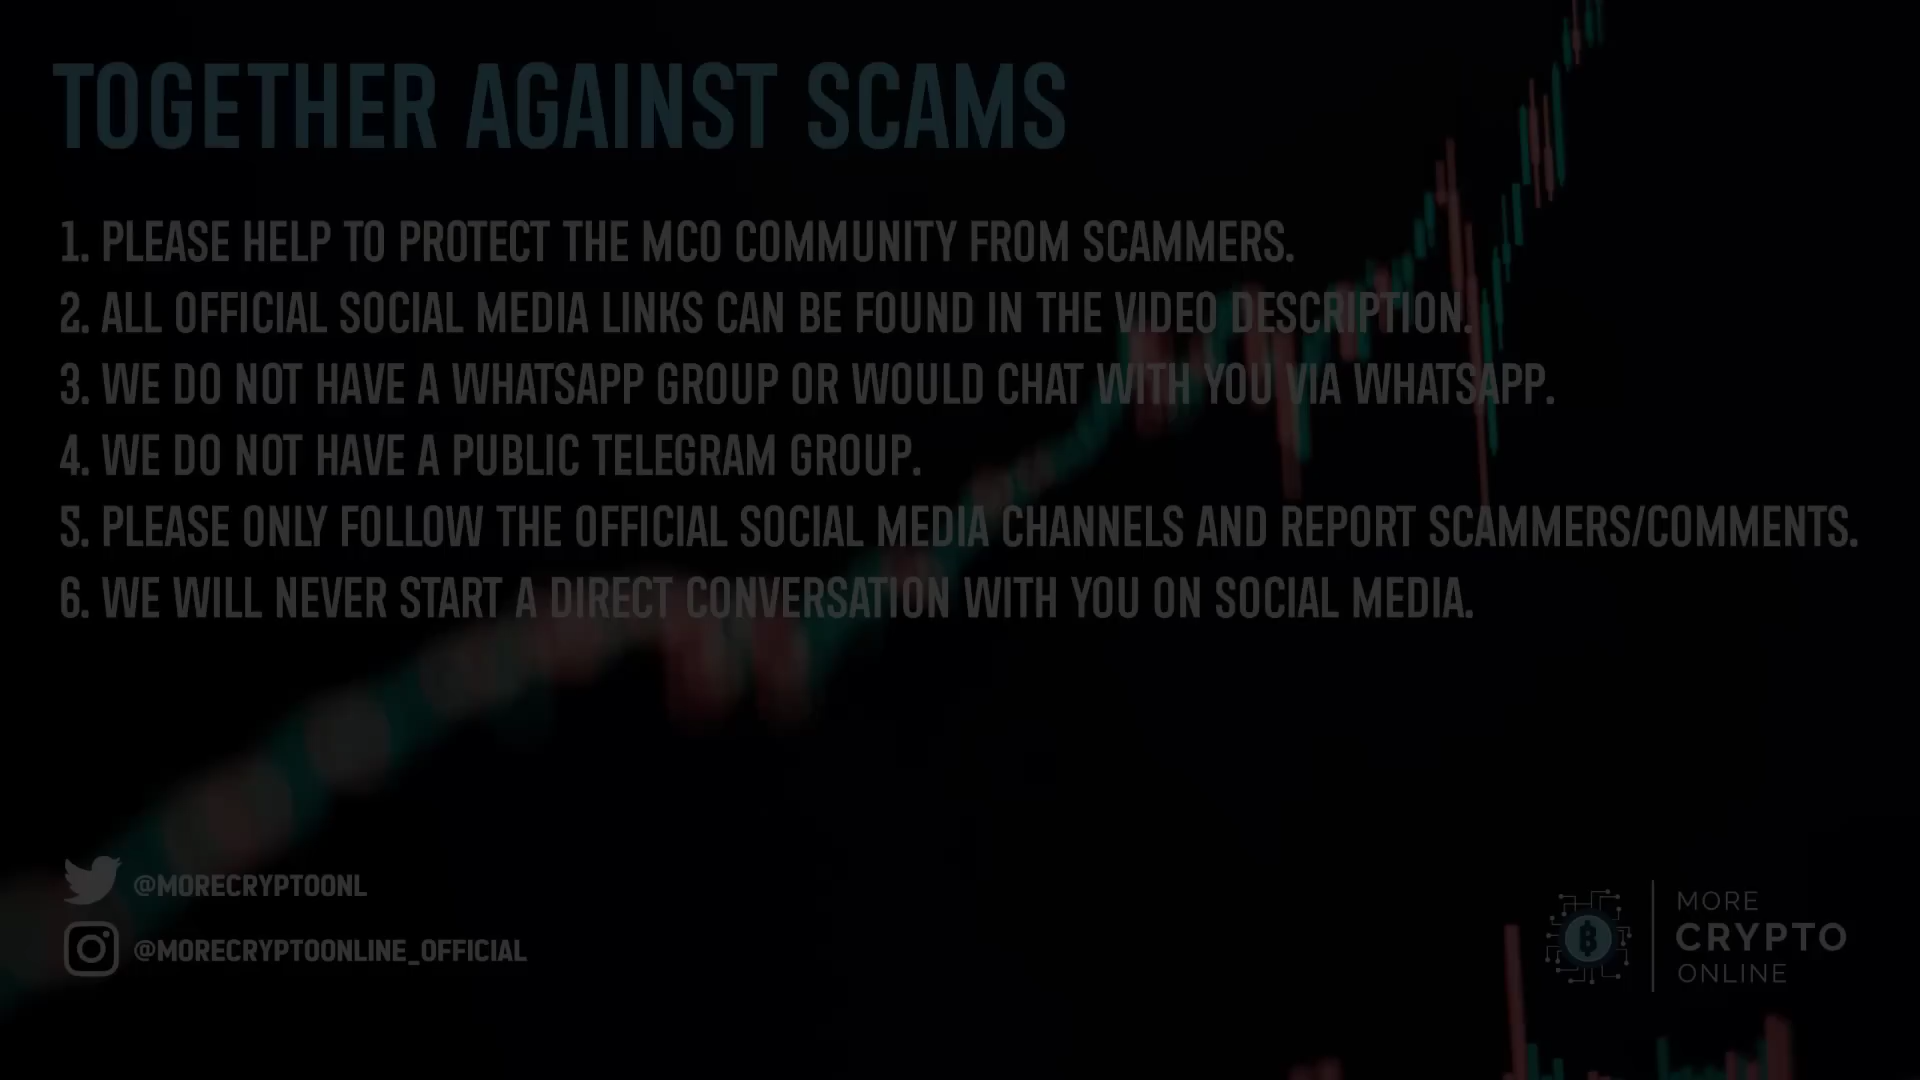 TOGETHER AGAINST SCAMS
1. PLEASE HELP TO PROTECT THE MCO COMMUNITY FROM SCAMMERS.
2. ALL OFFICIAL SOCIAL MEDIA LINKS CAN BE FOUND IN THE VIDEO DESCRIPTION.
3. WE DO NOT HAVE A WHATSAPP GROUP OR WOULD CHAT WITH YOU VIA WHATSAPP.
4. WE DO NOT HAVE A PUBLIC TELEGRAM GROUP.
5. PLEASE ONLY FOLLOW THE OFFICIAL SOCIAL MEDIA CHANNELS AND REPORT SCAMMERS/COMMENTS.
6. WE WILL NEVER START A DIRECT CONVERSATION WITH YOU ON SOCIAL MEDIA.
@MORECRYPTOONL
@MORECRYPTOONLINE_OFFICIAL
MORE
CRYPTO
ONLINE